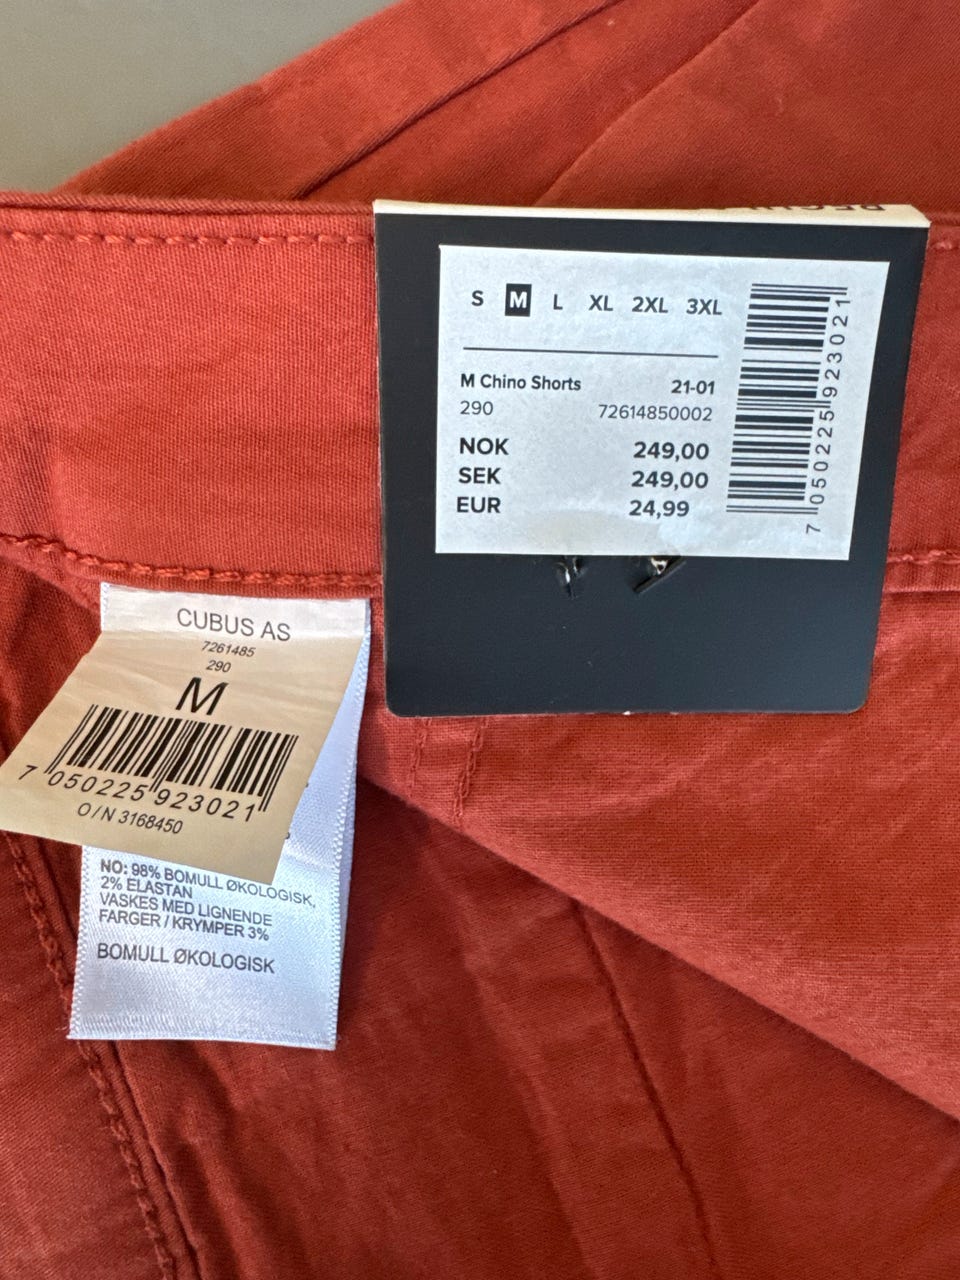 S M L XL 2XL 3XL
M Chino Shorts 21-01
290 72614850002
NOK 249,00
SEK 249,00
EUR 24,99
7 050225 923021
CUBUS AS
7261485
290
M
7 050225 923021
O/N 3168450
NO: 98% BOMULL ØKOLOGISK,
2% ELASTAN
VASKES MED LIGNENDE
FARGER / KRYMPER 3%
BOMULL ØKOLOGISK